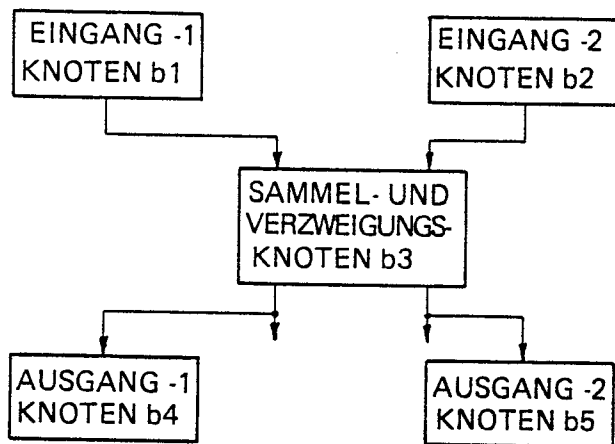 EINGANG -1
KNOTEN b1
EINGANG -2
KNOTEN b2
SAMMEL- UND
VERZWEIGUNGS-
KNOTEN b3
AUSGANG -1
KNOTEN b4
AUSGANG -2
KNOTEN b5